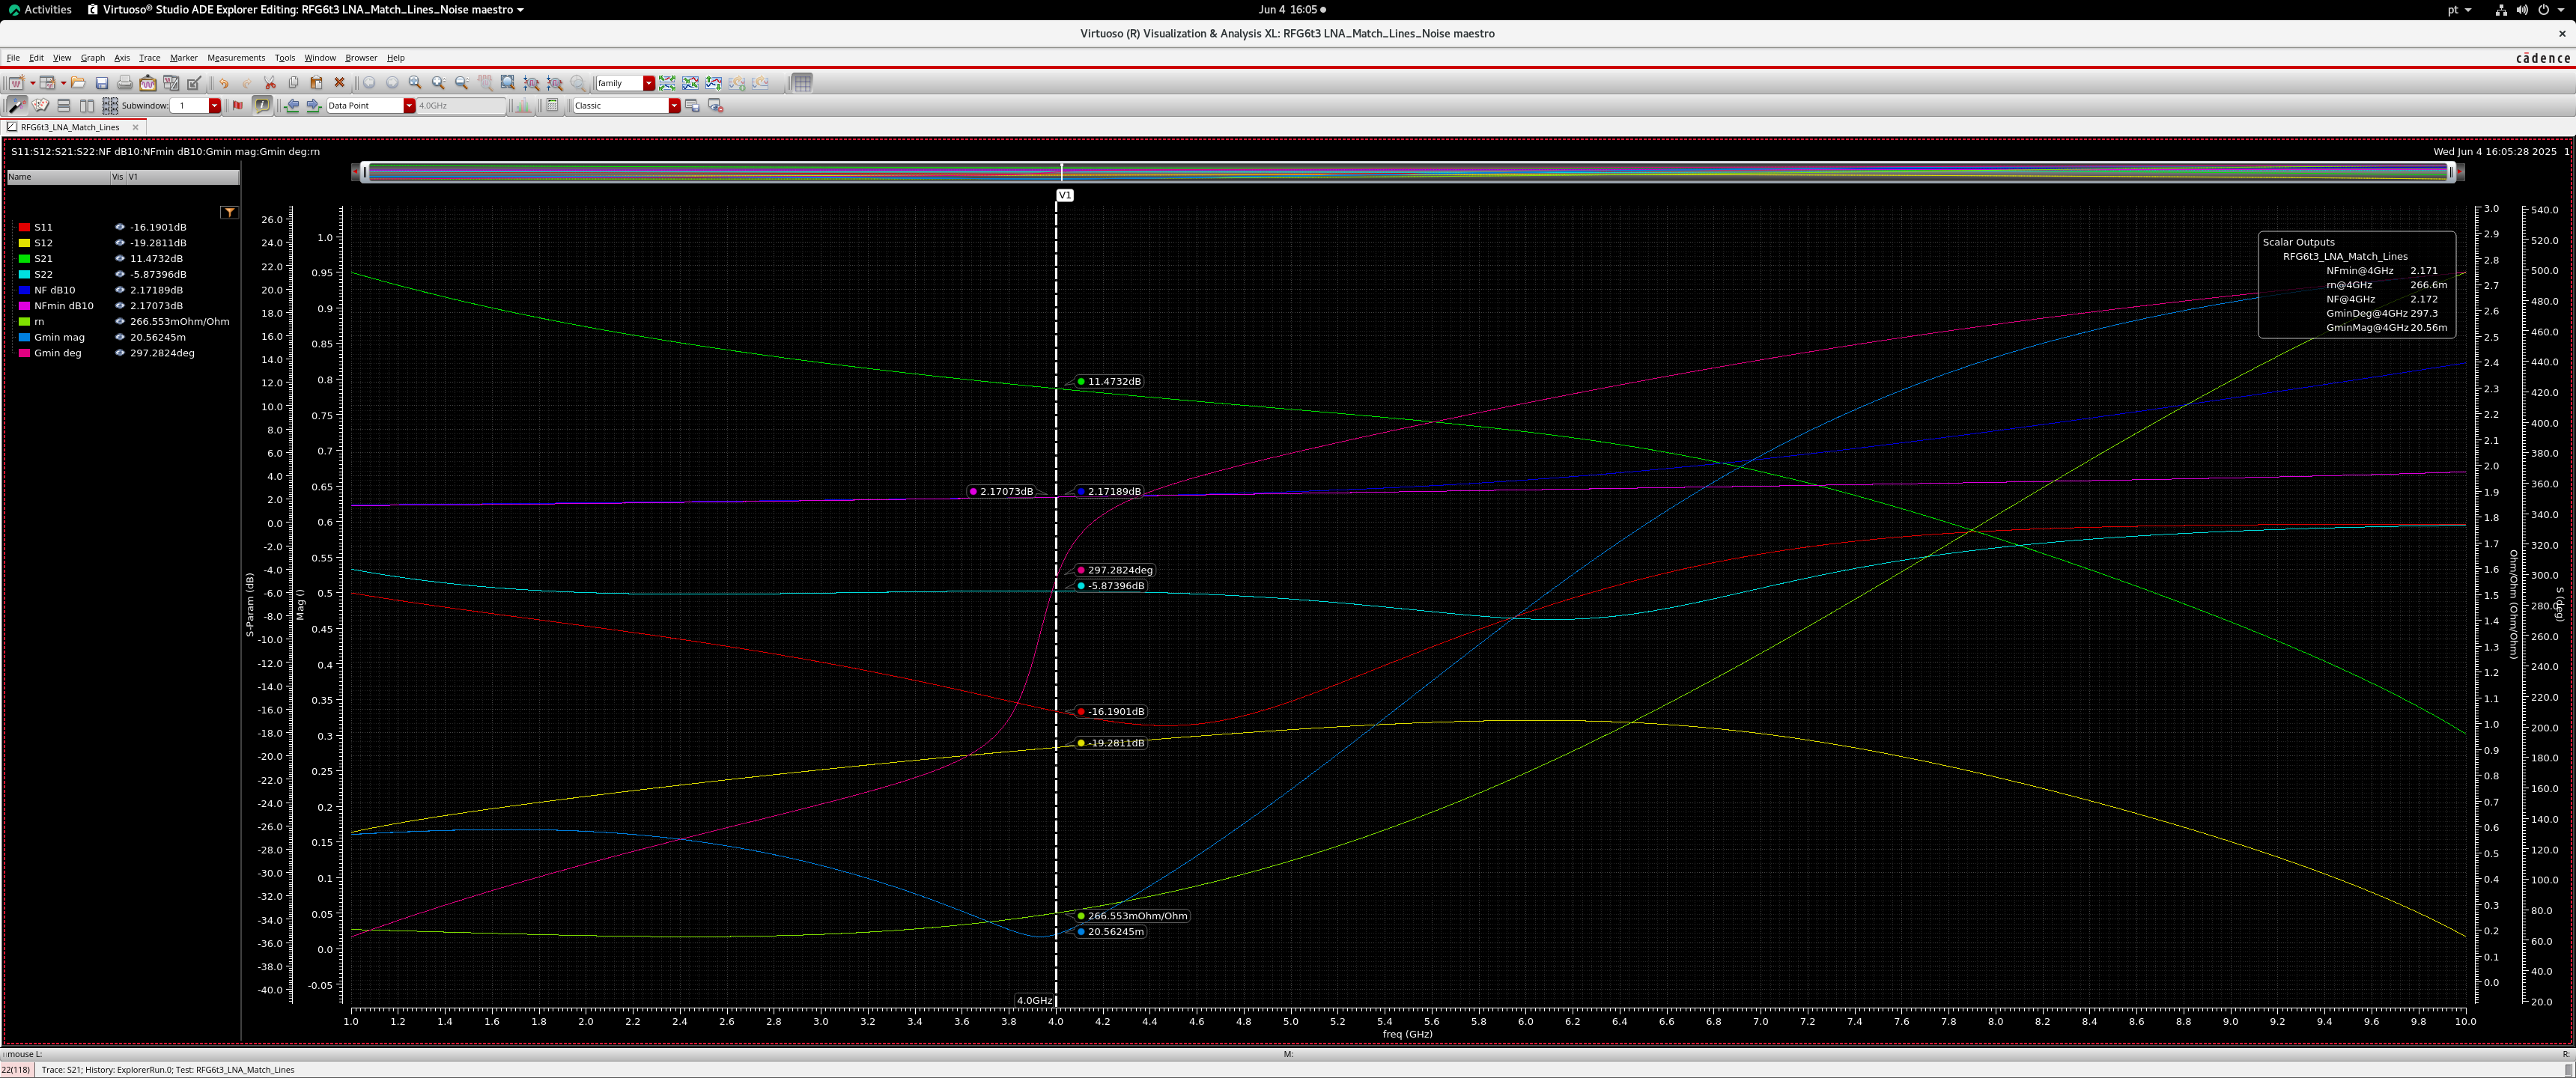 Activities Virtuoso® Studio ADE Explorer Editing: RFG6t3 LNA_Match_Lines_Noise maestro Jun 4 16:05 pt
Virtuoso (R) Visualization & Analysis XL: RFG6t3 LNA_Match_Lines_Noise maestro
File Edit View Graph Axis Trace Marker Measurements Tools Window Browser Help cādence
family
Subwindow: 1 Data Point 4.0GHz Classic
RFG6t3_LNA_Match_Lines
S11:S12:S21:S22:NF dB10:NFmin dB10:Gmin mag:Gmin deg:rn Wed Jun 4 16:05:28 2025 1
Name Vis V1
S11 -16.1901dB
S12 -19.2811dB
S21 11.4732dB
S22 -5.87396dB
NF dB10 2.17189dB
NFmin dB10 2.17073dB
rn 266.553mOhm/Ohm
Gmin mag 20.56245m
Gmin deg 297.2824deg
V1
26.0
24.0
22.0
20.0
18.0
16.0
14.0
12.0
10.0
8.0
6.0
4.0
2.0
0.0
-2.0
-4.0
-6.0
-8.0
-10.0
-12.0
-14.0
-16.0
-18.0
-20.0
-22.0
-24.0
-26.0
-28.0
-30.0
-32.0
-34.0
-36.0
-38.0
-40.0
S-Param (dB)
1.0
0.95
0.9
0.85
0.8
0.75
0.7
0.65
0.6
0.55
0.5
0.45
0.4
0.35
0.3
0.25
0.2
0.15
0.1
0.05
0.0
-0.05
Mag ()
11.4732dB
2.17073dB 2.17189dB
297.2824deg
-5.87396dB
-16.1901dB
-19.2811dB
266.553mOhm/Ohm
20.56245m
4.0GHz
Scalar Outputs
RFG6t3_LNA_Match_Lines
NFmin@4GHz 2.171
rn@4GHz 266.6m
NF@4GHz 2.172
GminDeg@4GHz 297.3
GminMag@4GHz 20.56m
3.0
2.9
2.8
2.7
2.6
2.5
2.4
2.3
2.2
2.1
2.0
1.9
1.8
1.7
1.6
1.5
1.4
1.3
1.2
1.1
1.0
0.9
0.8
0.7
0.6
0.5
0.4
0.3
0.2
0.1
0.0
Ohm/Ohm (Ohm/Ohm)
540.0
520.0
500.0
480.0
460.0
440.0
420.0
400.0
380.0
360.0
340.0
320.0
300.0
280.0
260.0
240.0
220.0
200.0
180.0
160.0
140.0
120.0
100.0
80.0
60.0
40.0
20.0
S (deg)
1.0 1.2 1.4 1.6 1.8 2.0 2.2 2.4 2.6 2.8 3.0 3.2 3.4 3.6 3.8 4.0 4.2 4.4 4.6 4.8 5.0 5.2 5.4 5.6 5.8 6.0 6.2 6.4 6.6 6.8 7.0 7.2 7.4 7.6 7.8 8.0 8.2 8.4 8.6 8.8 9.0 9.2 9.4 9.6 9.8 10.0
freq (GHz)
mouse L: M: R:
22(118) Trace: S21; History: ExplorerRun.0; Test: RFG6t3_LNA_Match_Lines